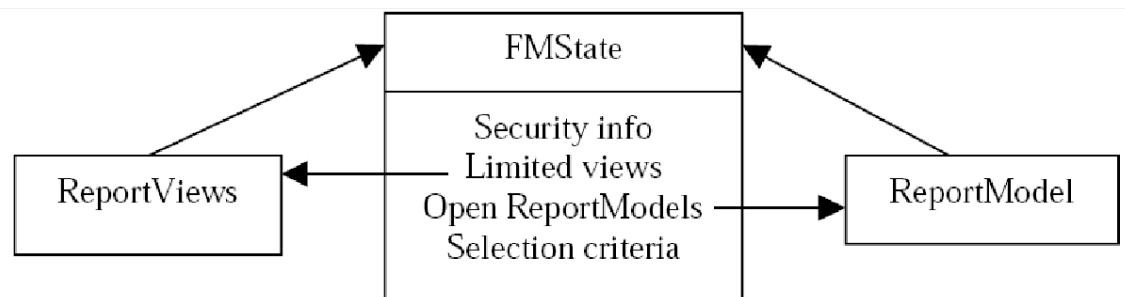 FMState
Security info
Limited views
Open ReportModels
Selection criteria
ReportViews
ReportModel